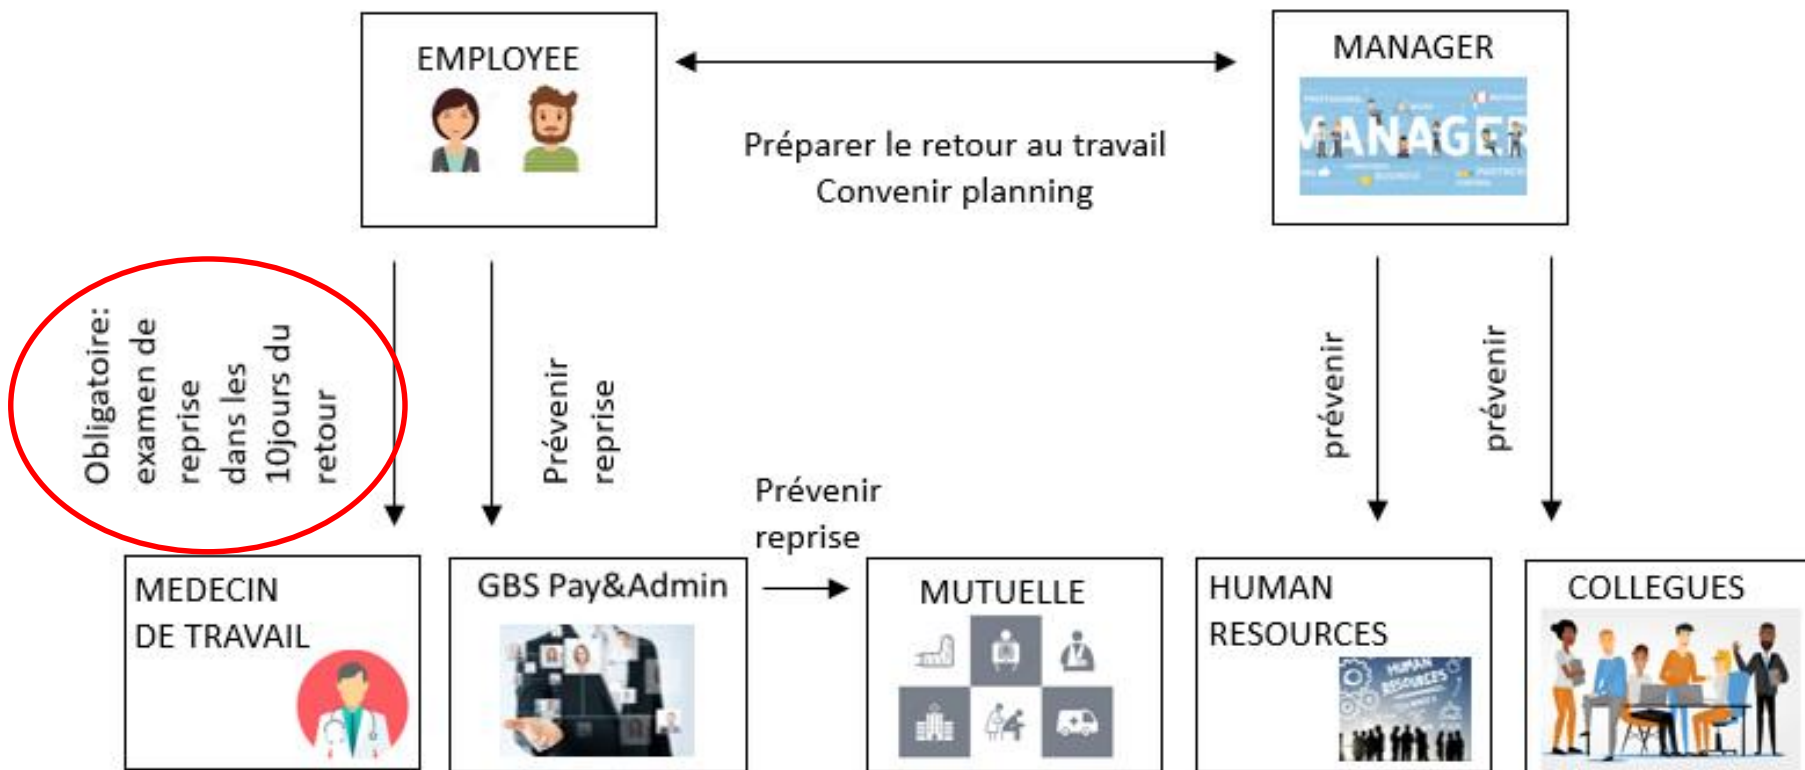 EMPLOYEE
MANAGER
MANAGER
BUSINESS
Préparer le retour au travail
Convenir planning
Obligatoire:
examen de
reprise
dans les
10jours du
retour
Prévenir
reprise
Prévenir
reprise
prévenir
prévenir
MEDECIN
DE TRAVAIL
GBS Pay&Admin
MUTUELLE
HUMAN
RESOURCES
HUMAN
RESOURCES
COLLEGUES